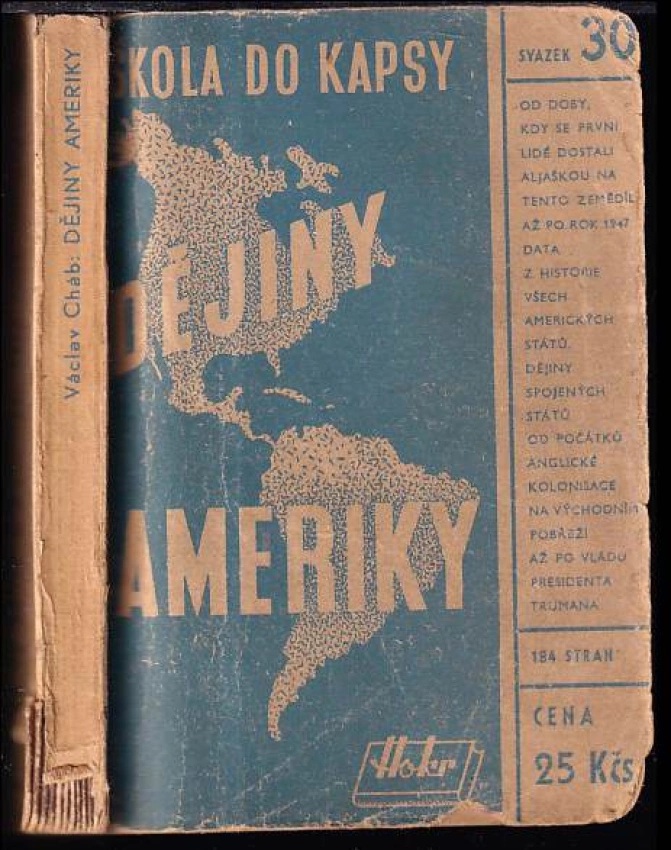 Václav Cháb: DĚJINY AMERIKY
ŠKOLA DO KAPSY
DĚJINY
AMERIKY
Hokr
SVAZEK 30
OD DOBY,
KDY SE PRVNÍ
LIDÉ DOSTALI
ALJAŠKOU NA
TENTO ZEMĚDÍL
AŽ PO ROK 1947
DATA
Z HISTORIE
VŠECH
AMERICKÝCH
STÁTŮ.
DĚJINY
SPOJENÝCH
STÁTŮ
OD POČÁTKŮ
ANGLICKÉ
KOLONISACE
NA VÝCHODNÍM
POBŘEŽÍ
AŽ PO VLÁDU
PRESIDENTA
TRUMANA
184 STRAN
CENA
25 Kčs